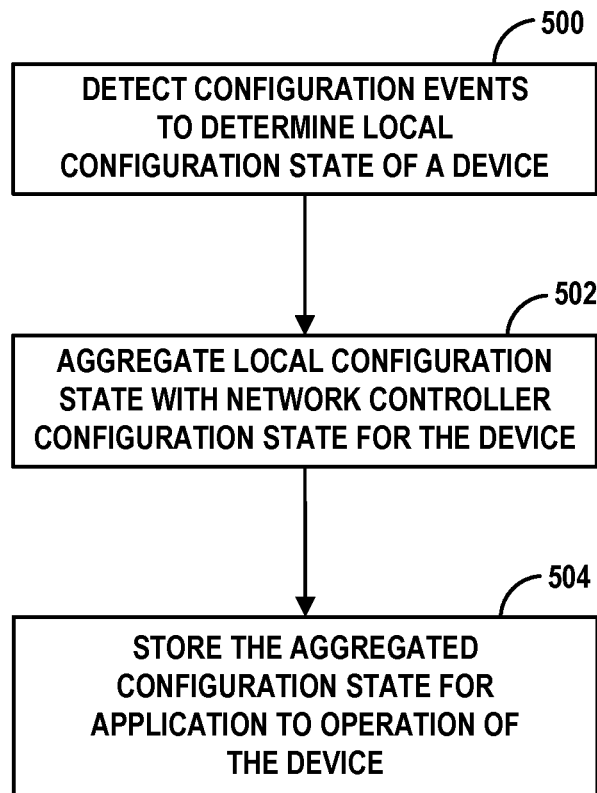 500
DETECT CONFIGURATION EVENTS
TO DETERMINE LOCAL
CONFIGURATION STATE OF A DEVICE
502
AGGREGATE LOCAL CONFIGURATION
STATE WITH NETWORK CONTROLLER
CONFIGURATION STATE FOR THE DEVICE
504
STORE THE AGGREGATED
CONFIGURATION STATE FOR
APPLICATION TO OPERATION OF
THE DEVICE